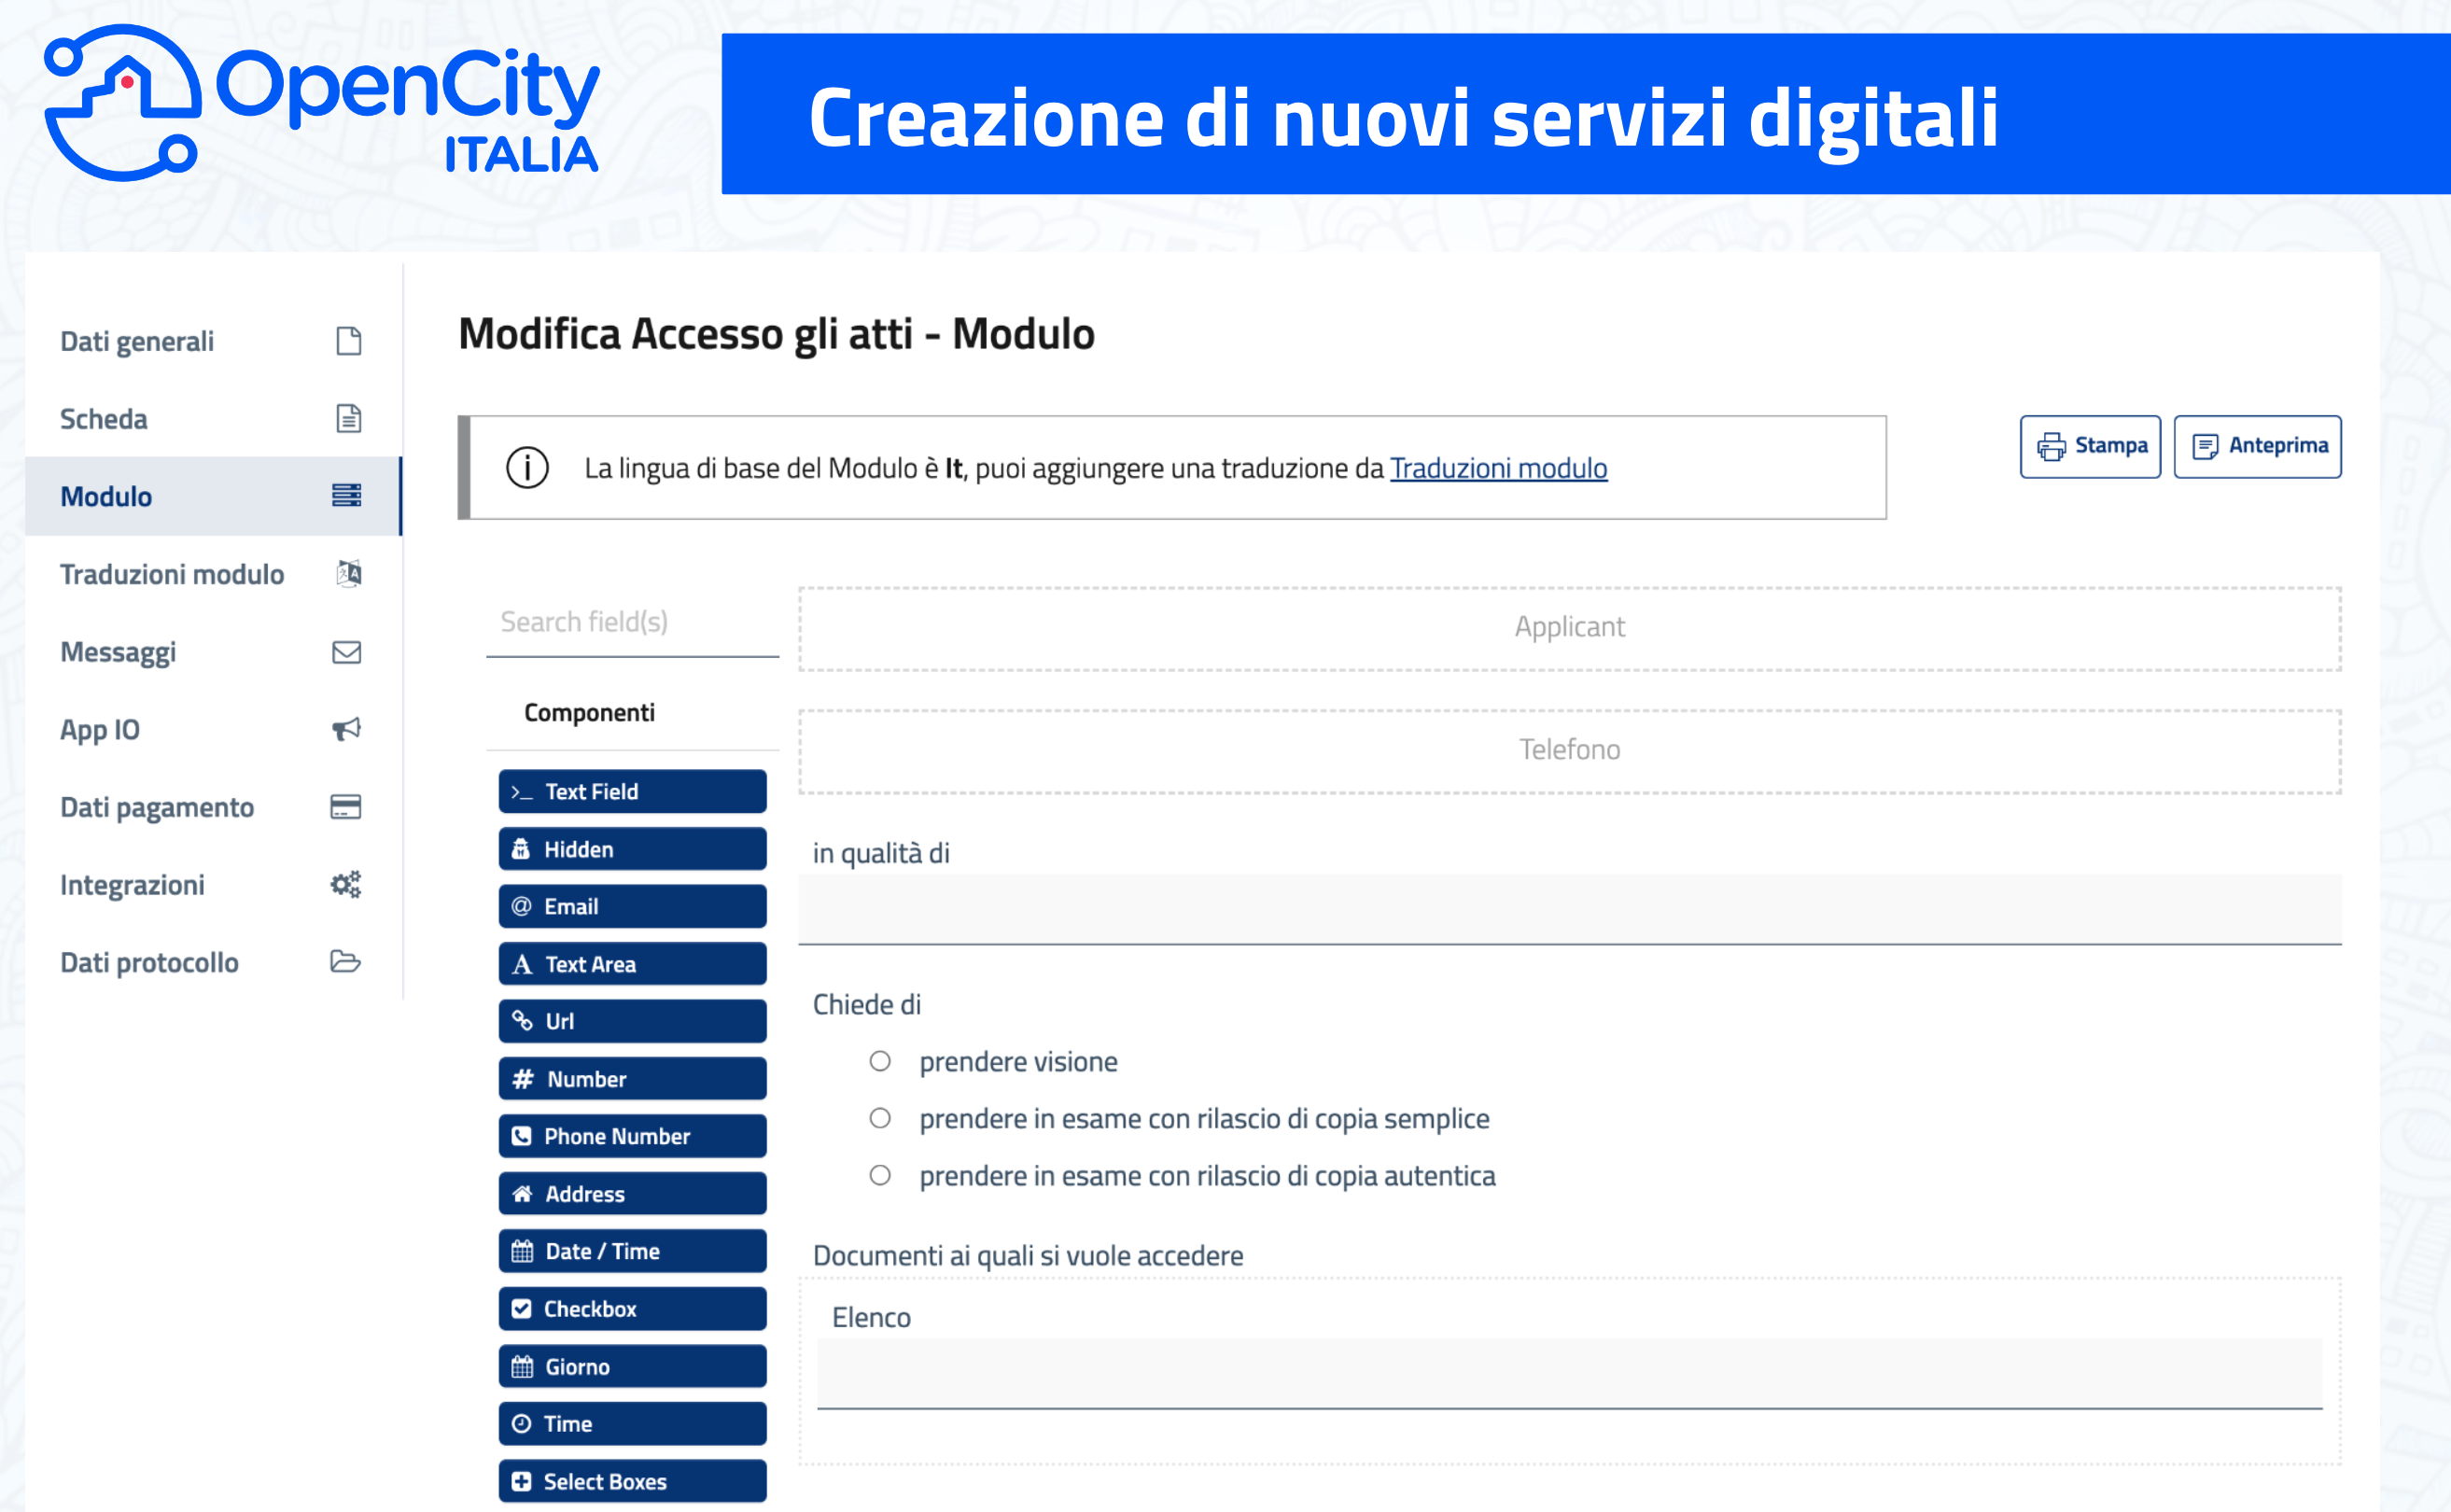 OpenCity
ITALIA
Creazione di nuovi servizi digitali
Dati generali
Scheda
Modulo
Traduzioni modulo
Messaggi
App IO
Dati pagamento
Integrazioni
Dati protocollo
Modifica Accesso gli atti - Modulo
La lingua di base del Modulo è It, puoi aggiungere una traduzione da Traduzioni modulo
Stampa
Anteprima
Search field(s)
Componenti
Text Field
Hidden
Email
Text Area
Url
Number
Phone Number
Address
Date / Time
Checkbox
Giorno
Time
Select Boxes
Applicant
Telefono
in qualità di
Chiede di
prendere visione
prendere in esame con rilascio di copia semplice
prendere in esame con rilascio di copia autentica
Documenti ai quali si vuole accedere
Elenco